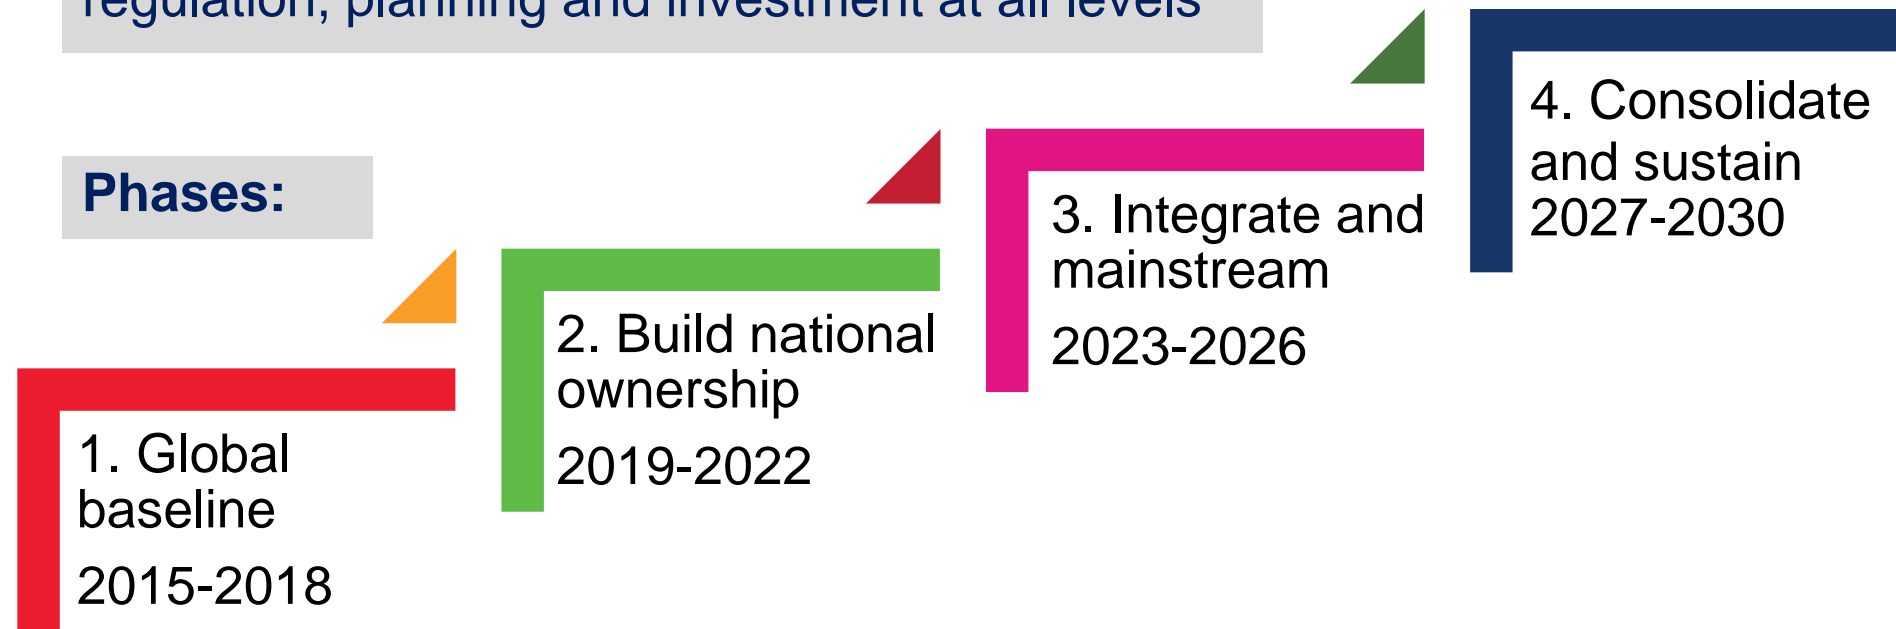 regulation, planning and investment at all levels
Phases:
1. Global
baseline
2015-2018
2. Build national
ownership
2019-2022
3. Integrate and
mainstream
2023-2026
4. Consolidate
and sustain
2027-2030